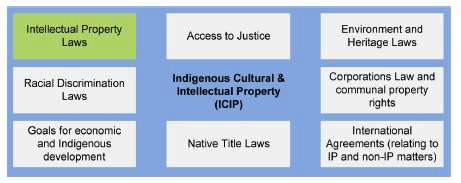 Intellectual Property
Laws
Access to Justice
Environment and
Heritage Laws
Racial Discrimination
Laws
Indigenous Cultural &
Intellectual Property
(ICIP)
Corporations Law and
communal property
rights
Goals for economic
and Indigenous
development
Native Title Laws
International
Agreements (relating to
IP and non-IP matters)